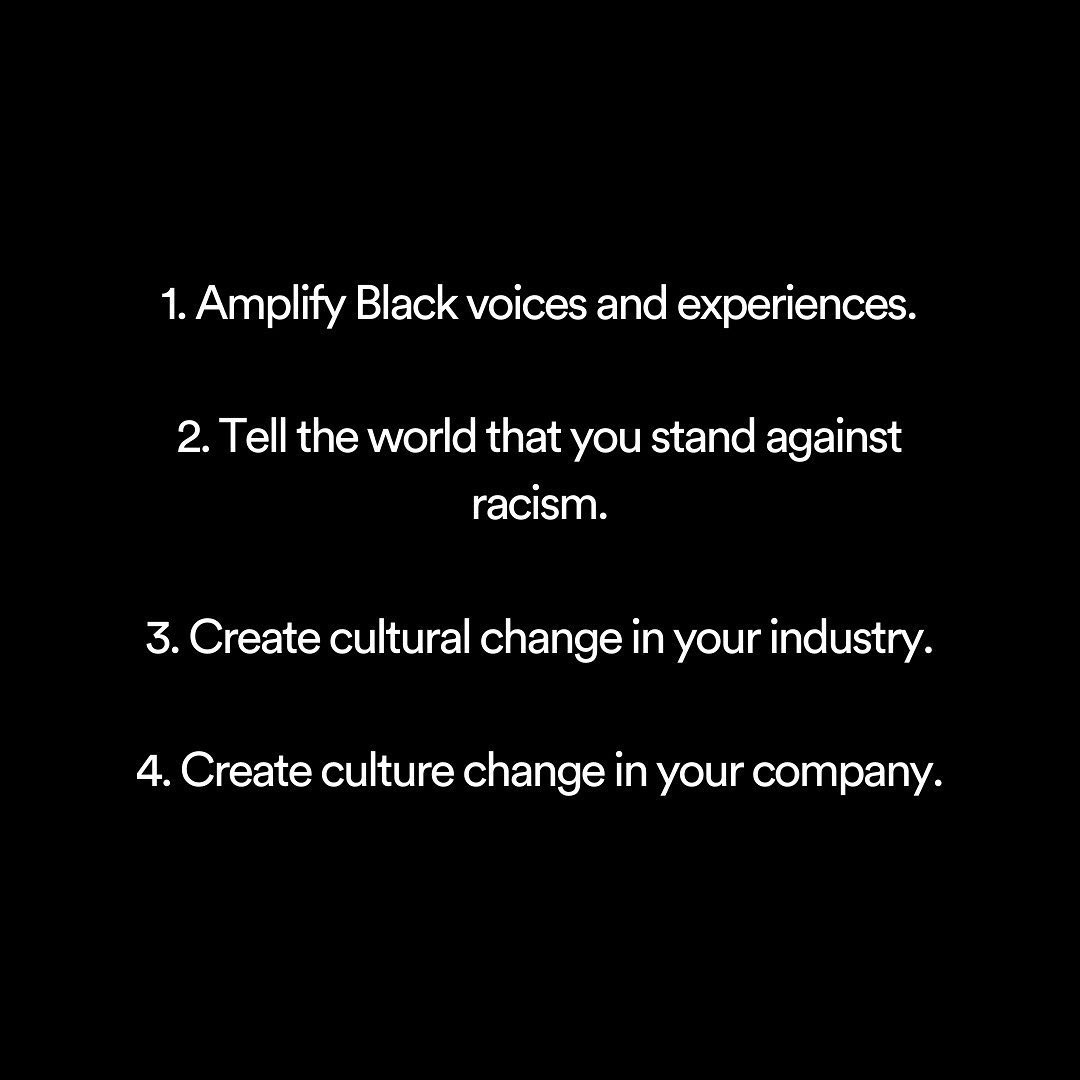 1. Amplify Black voices and experiences.
2. Tell the world that you stand against
racism.
3. Create cultural change in your industry.
4. Create culture change in your company.